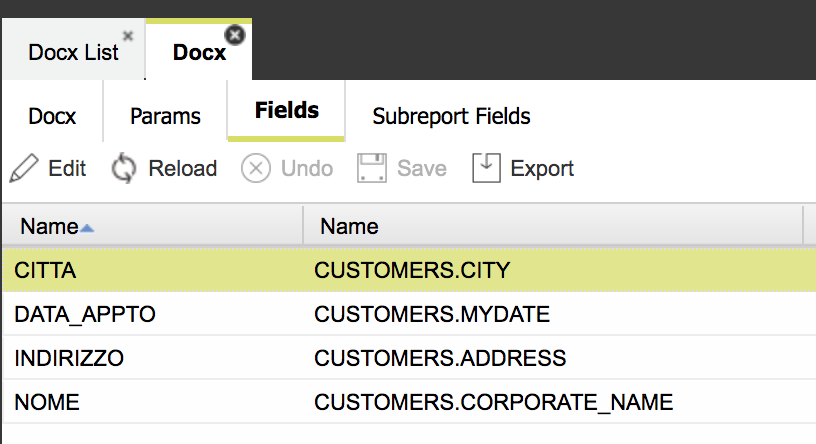 Docx List Docx
Docx Params Fields Subreport Fields
Edit Reload Undo Save Export
Name Name
CITTA CUSTOMERS.CITY
DATA_APPTO CUSTOMERS.MYDATE
INDIRIZZO CUSTOMERS.ADDRESS
NOME CUSTOMERS.CORPORATE_NAME